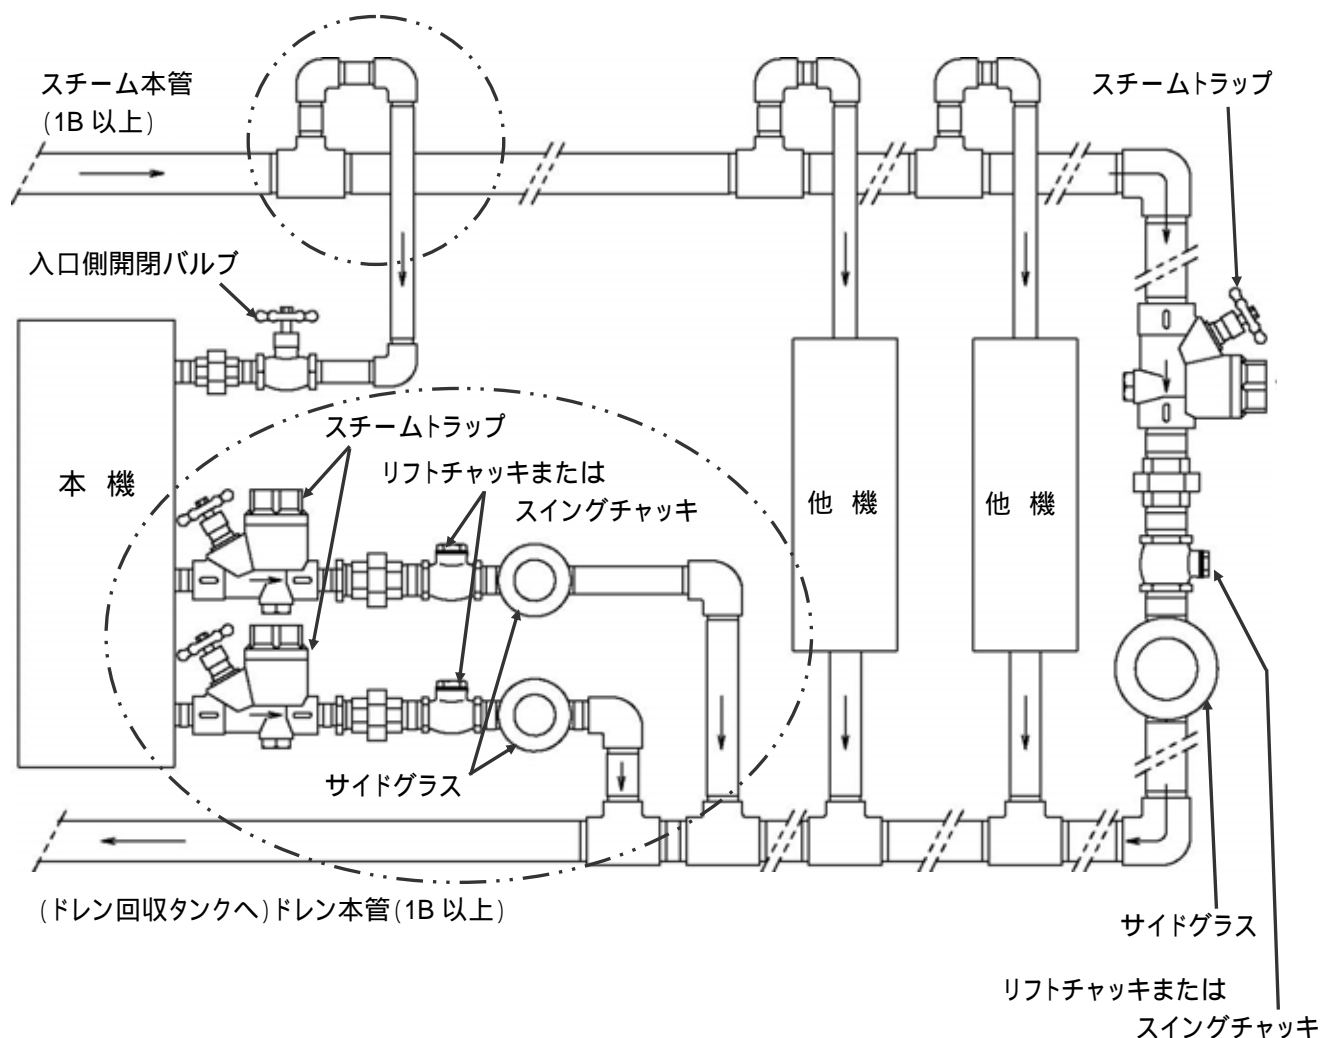 スチーム本管
(1B 以上)
スチームトラップ
入口側開閉バルブ
スチームトラップ
リフトチャッキまたは
スイングチャッキ
本 機
他 機
他 機
サイドグラス
(ドレン回収タンクへ)ドレン本管(1B 以上)
サイドグラス
リフトチャッキまたは
スイングチャッキ